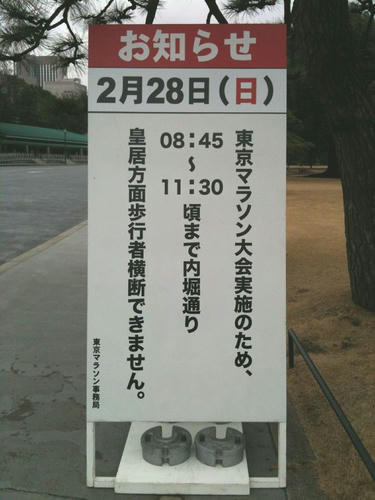 お知らせ
2月28日(日)
東京マラソン大会実施のため、
08:45～11:30頃まで内堀通り
皇居方面歩行者横断できません。
東京マラソン事務局